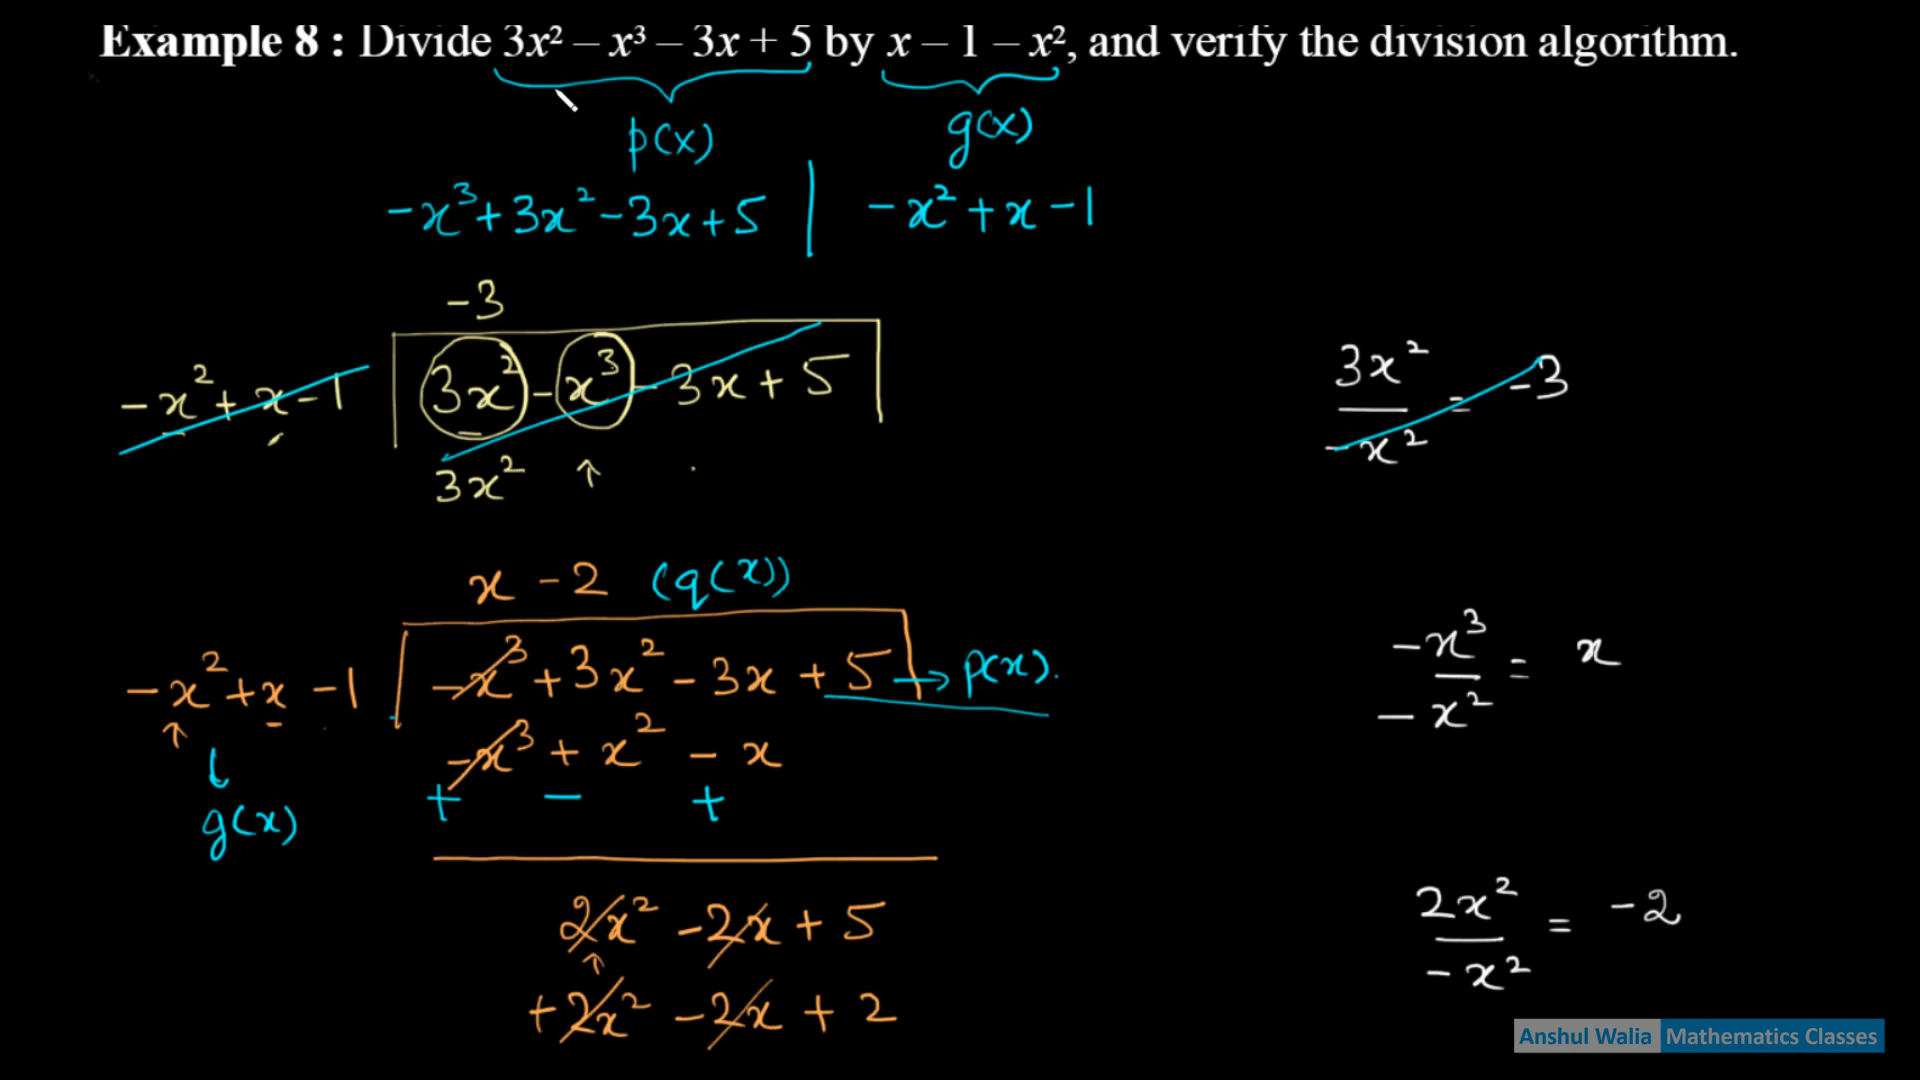 Example 8 : Divide 3x² – x³ – 3x + 5 by x – 1 – x², and verify the division algorithm.
p(x) g(x)
-x³+3x²-3x+5 | -x²+x-1
-3
-x²+x-1 3x²-x³-3x+5
3x² ↑
3x²/-x² = -3
x-2 (q(x))
-x²+x-1 -x³+3x²-3x+5 → p(x).
↑ -x³+x²-x
g(x) + - +
-x³/-x² = x
2x²-2x+5
↑
+2x²-2x+2
2x²/-x² = -2
Anshul Walia Mathematics Classes